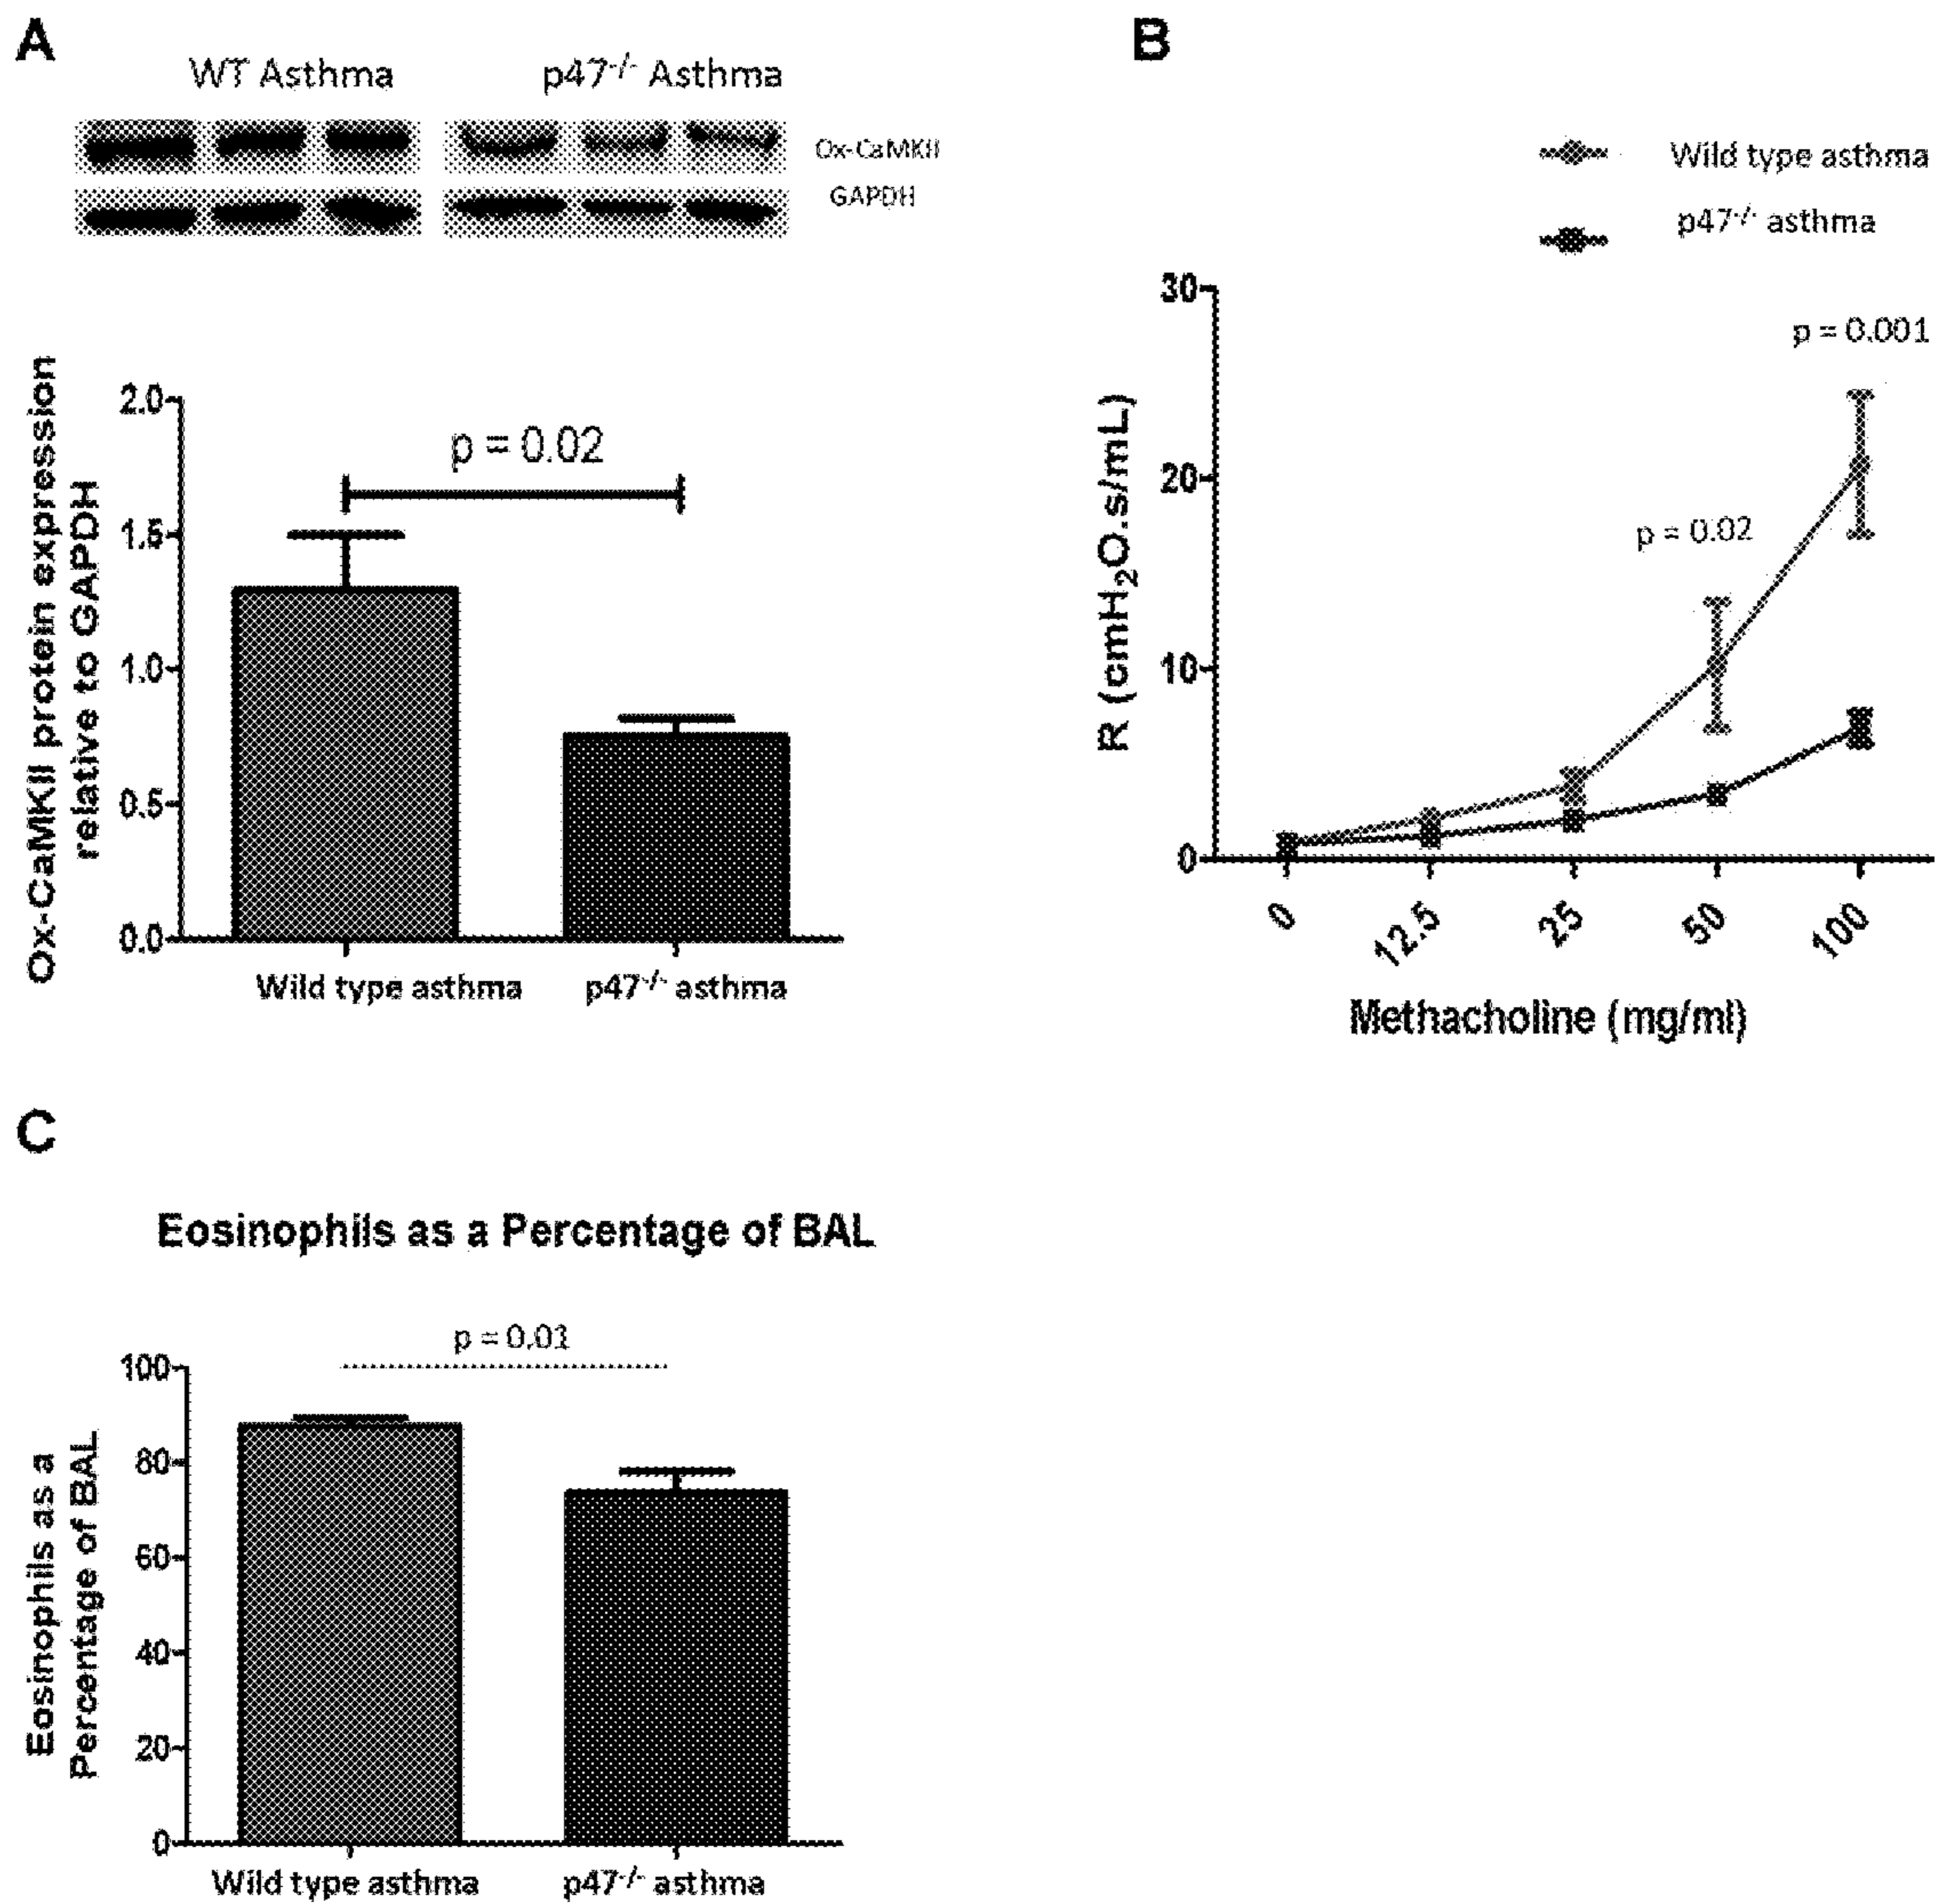 A
WT Asthma
p47-/- Asthma
Ox-CaMKII
GAPDH
Ox-CaMKII protein expression
relative to GAPDH
2.0
1.5
1.0
0.5
0.0
p = 0.02
Wild type asthma
p47-/- asthma
B
Wild type asthma
p47-/- asthma
R (cmH2O.s/mL)
30
20
10
0
p = 0.02
p = 0.001
0
12.5
25
50
100
Methacholine (mg/ml)
C
Eosinophils as a Percentage of BAL
Eosinophils as a
Percentage of BAL
100
80
60
40
20
0
p = 0.01
Wild type asthma
p47-/- asthma